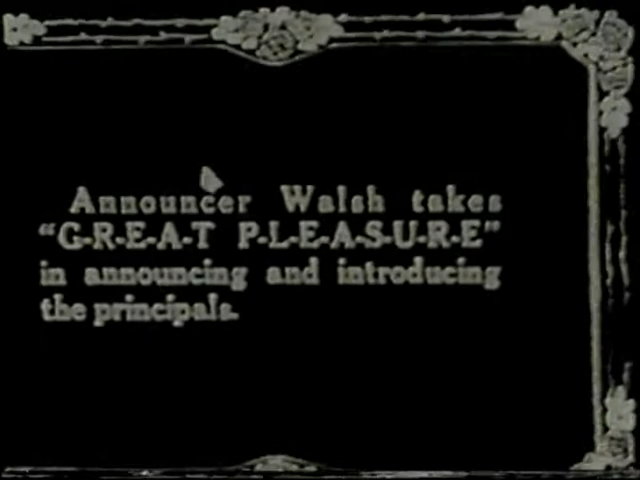 Announcer Walsh takes
"G-R-E-A-T P-L-E-A-S-U-R-E"
in announcing and introducing
the principals.